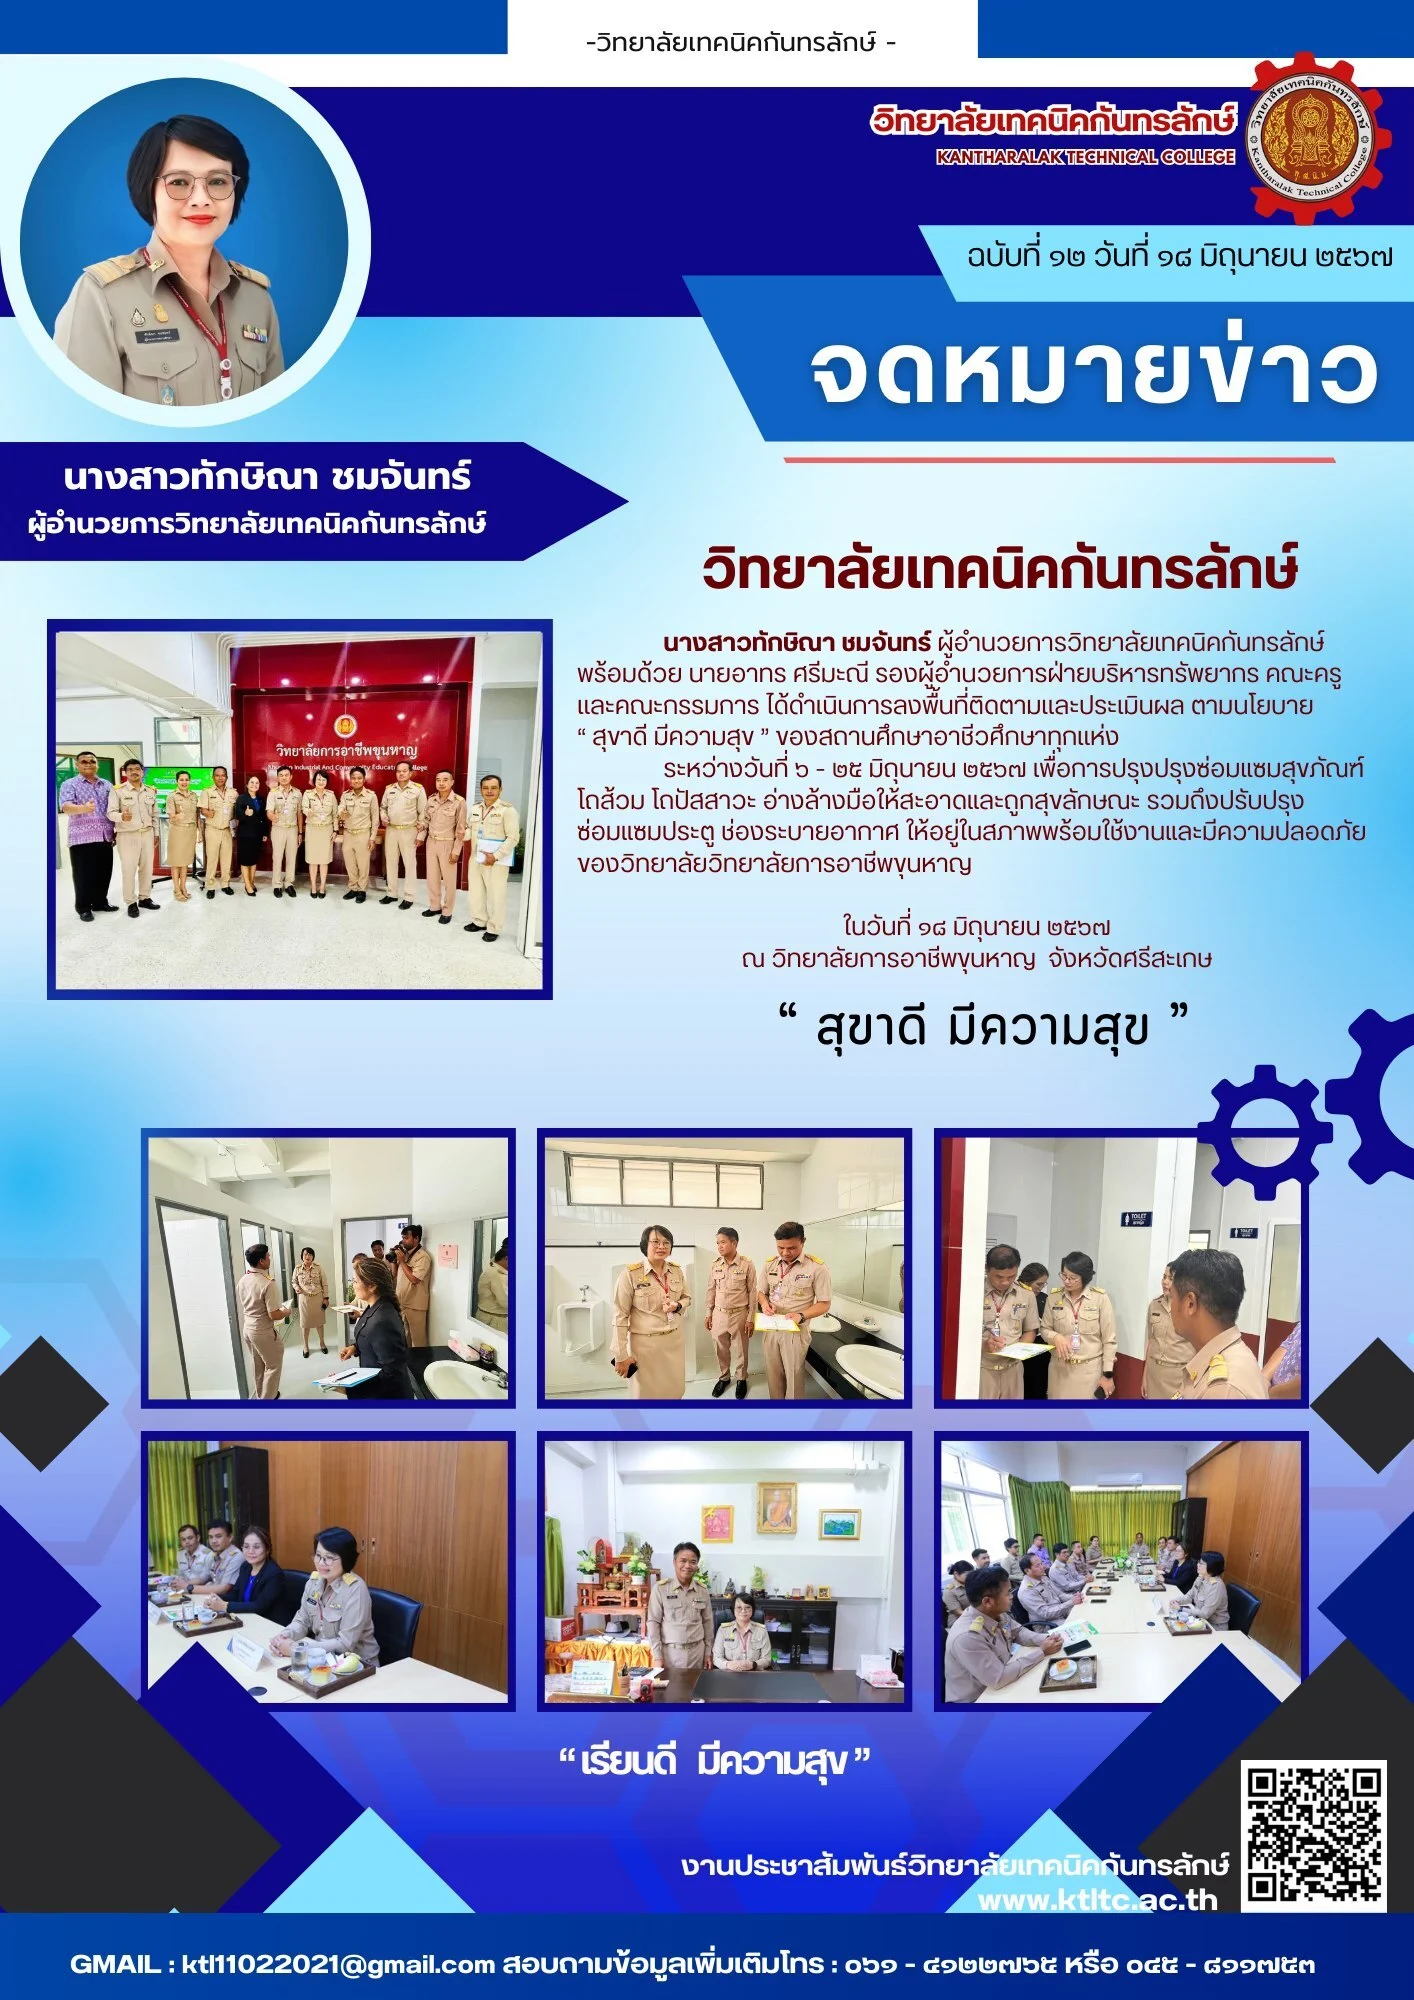 -วิทยาลัยเทคนิคกันทรลักษ์ -
วิทยาลัยเทคนิคกันทรลักษ์
KANTHARALAK TECHNICAL COLLEGE
วิทยาลัยเทคนิคกันทรลักษ์
Kantharalak Technical College
ฉบับที่ ๑๒ วันที่ ๑๘ มิถุนายน ๒๕๖๗
จดหมายข่าว
นางสาวทักษิณา ชมจันทร์
ผู้อำนวยการวิทยาลัยเทคนิคกันทรลักษ์
วิทยาลัยเทคนิคกันทรลักษ์
นางสาวทักษิณา ชมจันทร์ ผู้อำนวยการวิทยาลัยเทคนิคกันทรลักษ์
พร้อมด้วย นายอาทร ศรีมะณี รองผู้อำนวยการฝ่ายบริหารทรัพยากร คณะครู
และคณะกรรมการ ได้ดำเนินการลงพื้นที่ติดตามและประเมินผล ตามนโยบาย
“ สุขาดี มีความสุข ” ของสถานศึกษาอาชีวศึกษาทุกแห่ง
ระหว่างวันที่ ๖ - ๒๕ มิถุนายน ๒๕๖๗ เพื่อการปรุงปรุงซ่อมแซมสุขภัณฑ์
โถส้วม โถปัสสาวะ อ่างล้างมือให้สะอาดและถูกสุขลักษณะ รวมถึงปรับปรุง
ซ่อมแซมประตู ช่องระบายอากาศ ให้อยู่ในสภาพพร้อมใช้งานและมีความปลอดภัย
ของวิทยาลัยวิทยาลัยการอาชีพขุนหาญ
วิทยาลัยการอาชีพขุนหาญ
Industrial And Community Education College
ในวันที่ ๑๘ มิถุนายน ๒๕๖๗
ณ วิทยาลัยการอาชีพขุนหาญ จังหวัดศรีสะเกษ
“ สุขาดี มีความสุข ”
TOILET
TOILET
“เรียนดี มีความสุข”
งานประชาสัมพันธ์วิทยาลัยเทคนิคกันทรลักษ์
www.ktltc.ac.th
GMAIL : ktl11022021@gmail.com สอบถามข้อมูลเพิ่มเติมโทร : ๐๖๑ - ๔๑๒๒๗๖๕ หรือ ๐๔๕ - ๘๑๑๗๕๓